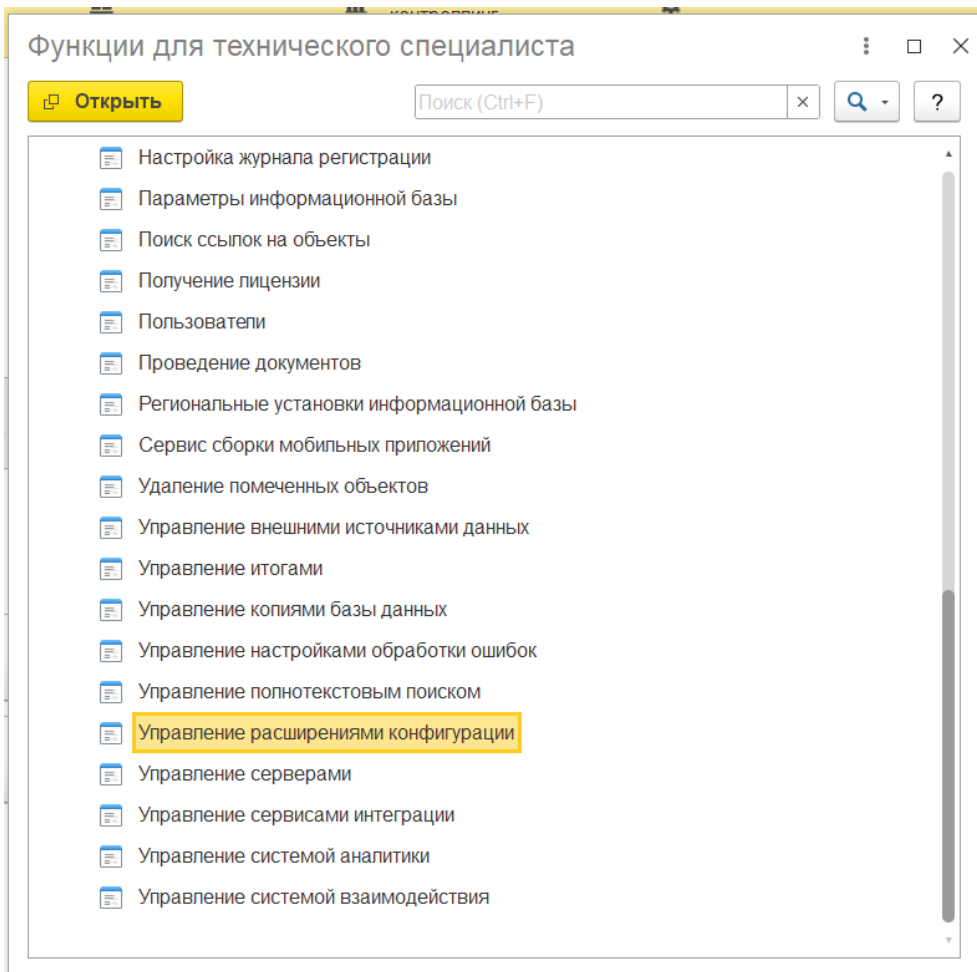 Функции для технического специалиста
Открыть
Поиск (Ctrl+F)
?
Настройка журнала регистрации
Параметры информационной базы
Поиск ссылок на объекты
Получение лицензии
Пользователи
Проведение документов
Региональные установки информационной базы
Сервис сборки мобильных приложений
Удаление помеченных объектов
Управление внешними источниками данных
Управление итогами
Управление копиями базы данных
Управление настройками обработки ошибок
Управление полнотекстовым поиском
Управление расширениями конфигурации
Управление серверами
Управление сервисами интеграции
Управление системой аналитики
Управление системой взаимодействия